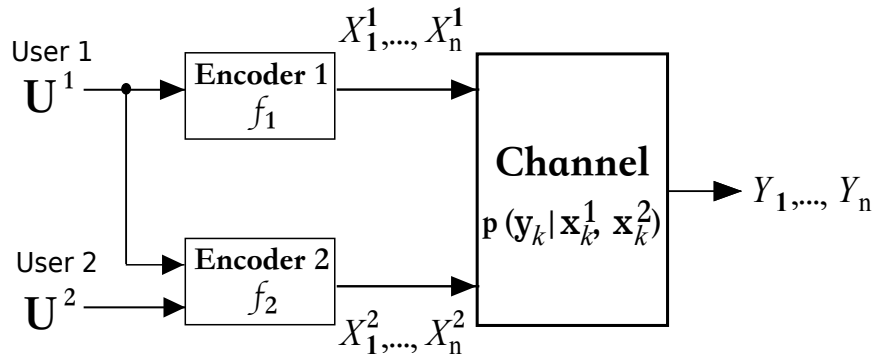 X₁¹,..., Xₙ¹
User 1
U¹
Encoder 1
f₁
Channel
p (yₖ| xₖ¹, xₖ²)
Y₁,..., Yₙ
User 2
U²
Encoder 2
f₂
X₁²,..., Xₙ²